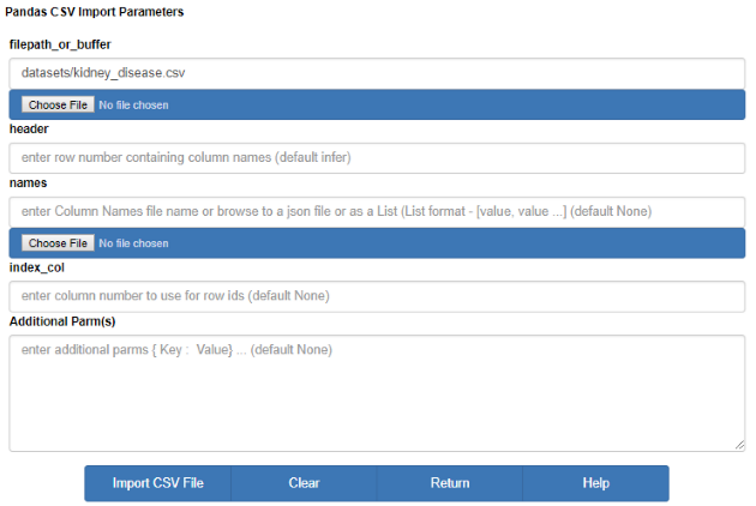 Pandas CSV Import Parameters
filepath_or_buffer
datasets/kidney_disease.csv
Choose File No file chosen
header
enter row number containing column names (default infer)
names
enter Column Names file name or browse to a json file or as a List (List format - [value, value ...] (default None)
Choose File No file chosen
index_col
enter column number to use for row ids (default None)
Additional Parm(s)
enter additional parms { Key : Value} ... (default None)
Import CSV File Clear Return Help